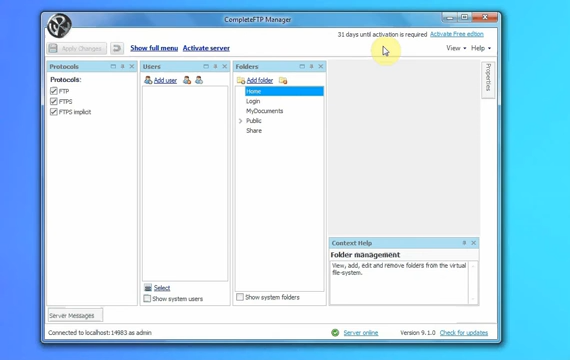 CompleteFTP Manager
31 days until activation is required Activate Free edition
Apply Changes... Show full menu Activate server View Help
Protocols
Protocols:
FTP
FTPS
FTPS implicit
Users
Add user
Select
Show system users
Folders
Add folder
Home
Login
MyDocuments
Public
Share
Show system folders
Properties
Context Help
Folder management
View, add, edit and remove folders from the virtual
file-system.
Server Messages
Connected to localhost:14983 as admin Server online Version 9.1.0 Check for updates